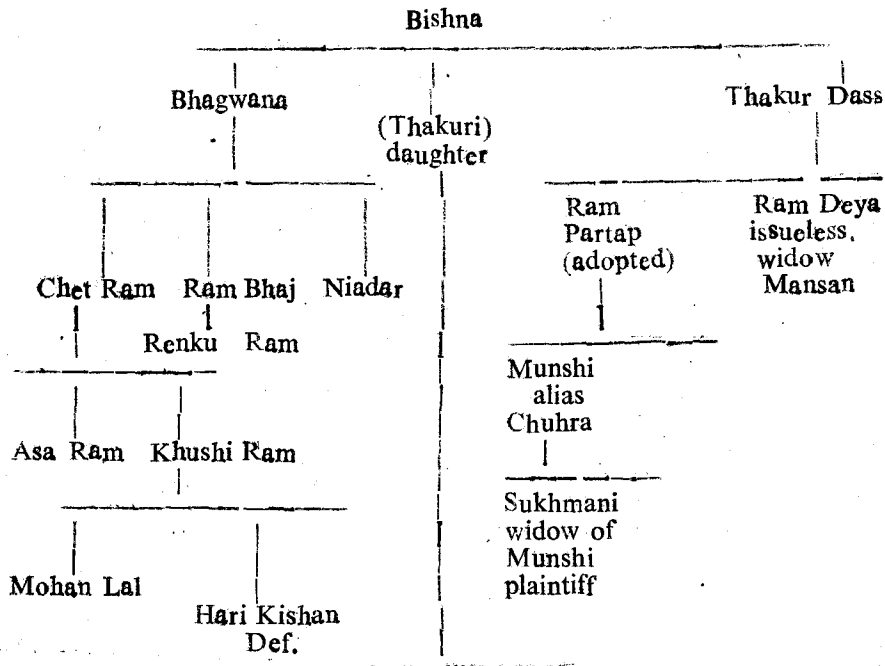 Bishna
Bhagwana
(Thakuri)
daughter
Thakur Dass
Ram
Partap
(adopted)
Ram Deya
issueless.
widow
Mansan
Chet Ram Ram Bhaj Niadar
Renku Ram
Munshi
alias
Chuhra
Asa Ram Khushi Ram
Sukhmani
widow of
Munshi
plaintiff
Mohan Lal
Hari Kishan
Def.